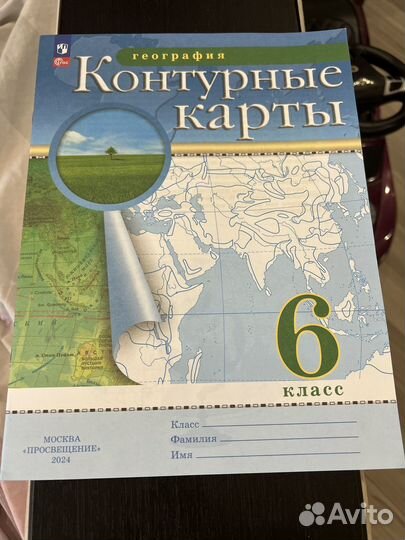 география
Контурные
карты
6
класс
Класс
Фамилия
Имя
МОСКВА
«ПРОСВЕЩЕНИЕ»
2024
Avito